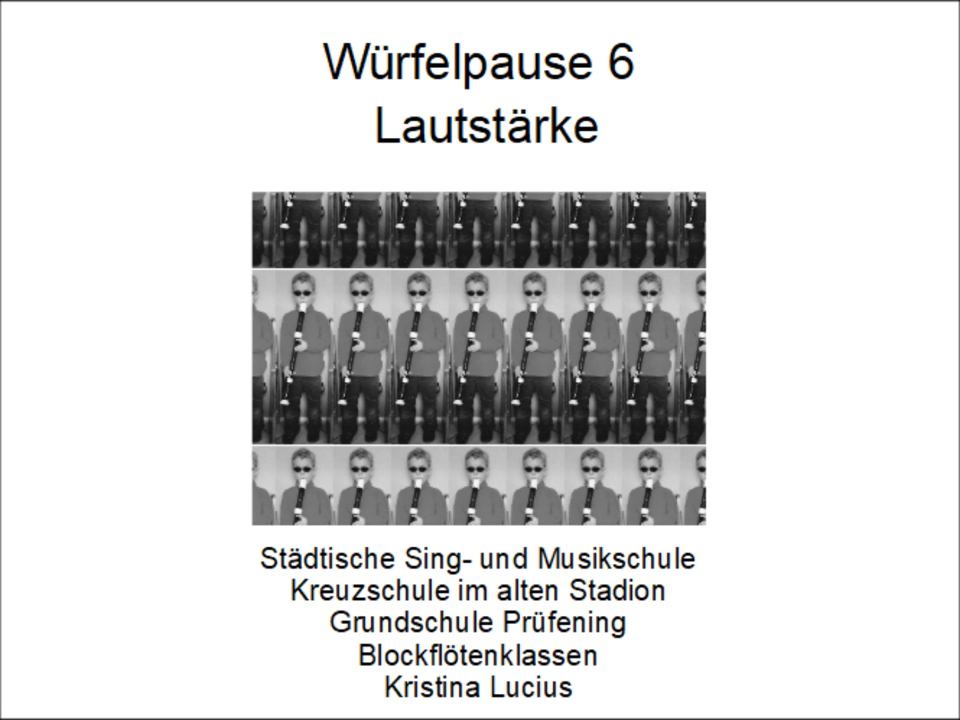 Würfelpause 6
Lautstärke
Städtische Sing- und Musikschule
Kreuzschule im alten Stadion
Grundschule Prüfening
Blockflötenklassen
Kristina Lucius